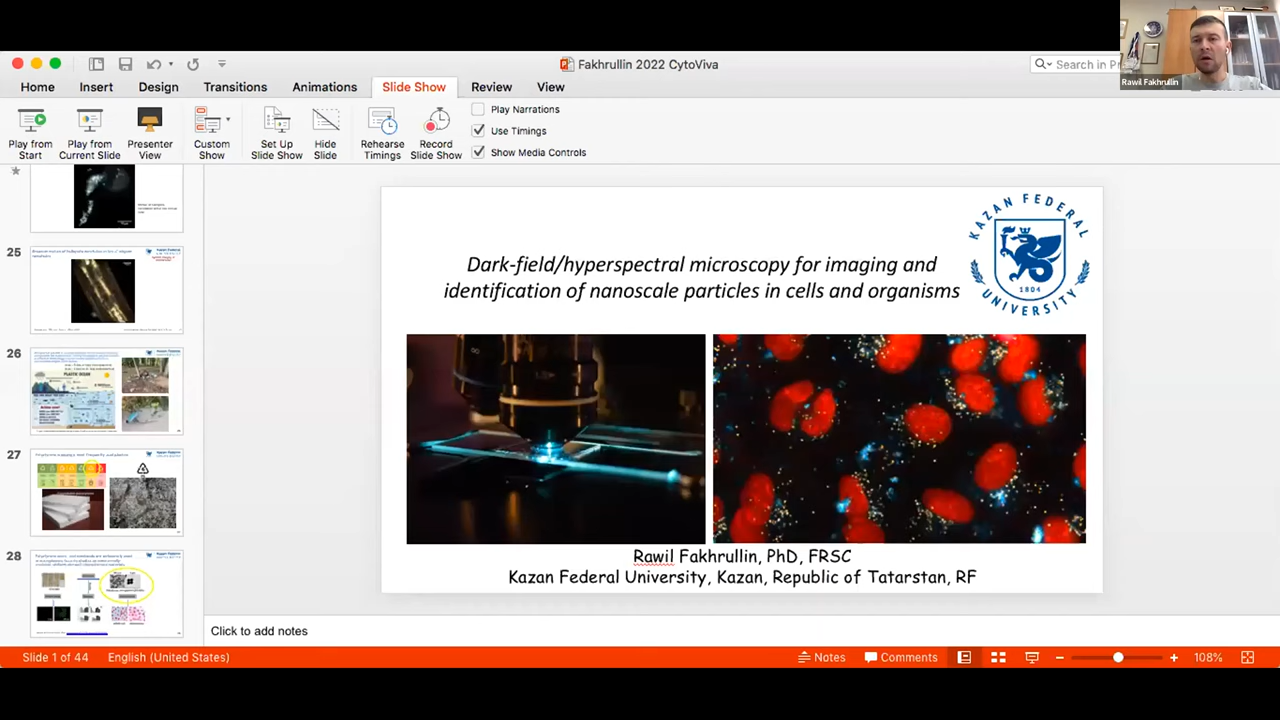 Fakhrullin 2022 CytoViva
Search in Pr
Rawil Fakhrullin
Home Insert Design Transitions Animations Slide Show Review View
Play from Start
Play from Current Slide
Presenter View
Custom Show
Set Up Slide Show
Hide Slide
Rehearse Timings
Record Slide Show
Play Narrations
Use Timings
Show Media Controls
25
26
PLASTIC OCEAN
27
28
KAZAN FEDERAL
1804
UNIVERSITY
Dark-field/hyperspectral microscopy for imaging and
identification of nanoscale particles in cells and organisms
Rawil Fakhrullin, PhD, FRSC
Kazan Federal University, Kazan, Republic of Tatarstan, RF
Click to add notes
Slide 1 of 44 English (United States) Notes Comments 108%